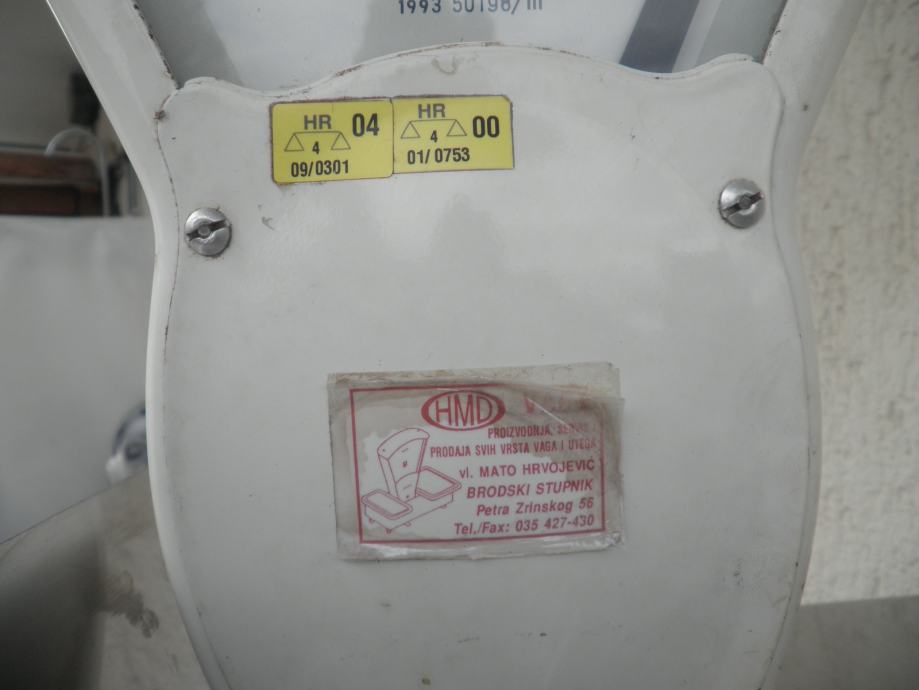 1993 50198/m
HR 04
4
09/0301
HR 00
4
01/0753
HMD
PROIZVODNJA, SERVIS I
PRODAJA SVIH VRSTA VAGA I UTEGA
vl. MATO HRVOJEVIĆ
BRODSKI STUPNIK
Petra Zrinskog 56
Tel./Fax: 035 427-430